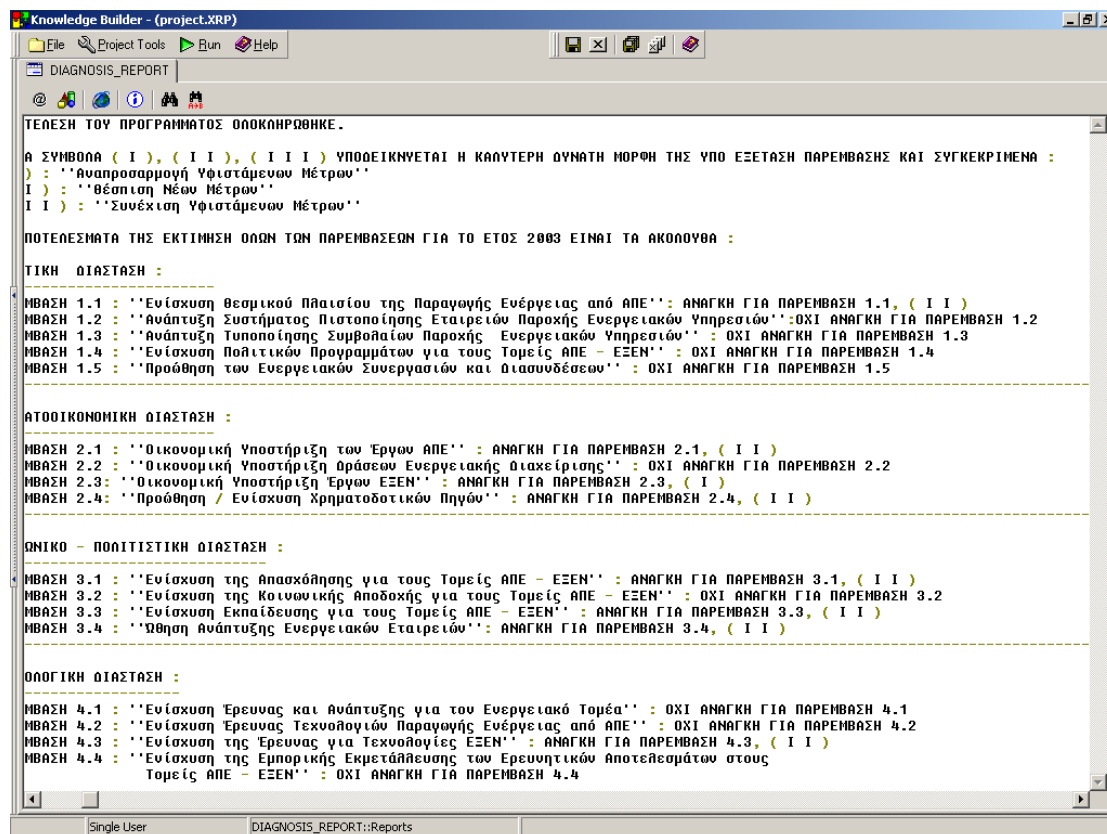 Knowledge Builder - (project.XRP)
File Project Tools Run Help
DIAGNOSIS_REPORT
ΤΕΛΕΣΗ ΤΟΥ ΠΡΟΓΡΑΜΜΑΤΟΣ ΟΛΟΚΛΗΡΩΘΗΚΕ.
Α ΣΥΜΒΟΛΑ ( Ι ), ( Ι Ι ), ( Ι Ι Ι ) ΥΠΟΔΕΙΚΝΥΕΤΑΙ Η ΚΑΛΥΤΕΡΗ ΔΥΝΑΤΗ ΜΟΡΦΗ ΤΗΣ ΥΠΟ ΕΞΕΤΑΣΗ ΠΑΡΕΜΒΑΣΗΣ ΚΑΙ ΣΥΓΚΕΚΡΙΜΕΝΑ :
) : ''Αναπροσαρμογή Υφιστάμενων Μέτρων''
Ι ) : ''Θέσπιση Νέων Μέτρων''
Ι Ι ) : ''Συνέχιση Υφιστάμενων Μέτρων''
ΠΟΤΕΛΕΣΜΑΤΑ ΤΗΣ ΕΚΤΙΜΗΣΗ ΟΛΩΝ ΤΩΝ ΠΑΡΕΜΒΑΣΕΩΝ ΓΙΑ ΤΟ ΕΤΟΣ 2003 ΕΙΝΑΙ ΤΑ ΑΚΟΛΟΥΘΑ :
ΤΙΚΗ ΔΙΑΣΤΑΣΗ :
ΜΒΑΣΗ 1.1 : ''Ενίσχυση Θεσμικού Πλαισίου της Παραγωγής Ενέργειας από ΑΠΕ'': ΑΝΑΓΚΗ ΓΙΑ ΠΑΡΕΜΒΑΣΗ 1.1, ( Ι Ι )
ΜΒΑΣΗ 1.2 : ''Ανάπτυξη Συστήματος Πιστοποίησης Εταιρειών Παροχής Ενεργειακών Υπηρεσιών'':ΟΧΙ ΑΝΑΓΚΗ ΓΙΑ ΠΑΡΕΜΒΑΣΗ 1.2
ΜΒΑΣΗ 1.3 : ''Ανάπτυξη Τυποποίησης Συμβολαίων Παροχής Ενεργειακών Υπηρεσιών'' : ΟΧΙ ΑΝΑΓΚΗ ΓΙΑ ΠΑΡΕΜΒΑΣΗ 1.3
ΜΒΑΣΗ 1.4 : ''Ενίσχυση Πολιτικών Προγραμμάτων για τους Τομείς ΑΠΕ - ΕΞΕΝ'' : ΟΧΙ ΑΝΑΓΚΗ ΓΙΑ ΠΑΡΕΜΒΑΣΗ 1.4
ΜΒΑΣΗ 1.5 : ''Προώθηση των Ενεργειακών Συνεργασιών και Διασυνδέσεων'' : ΟΧΙ ΑΝΑΓΚΗ ΓΙΑ ΠΑΡΕΜΒΑΣΗ 1.5
ΑΤΟΟΙΚΟΝΟΜΙΚΗ ΔΙΑΣΤΑΣΗ :
ΜΒΑΣΗ 2.1 : ''Οικονομική Υποστήριξη των Έργων ΑΠΕ'' : ΑΝΑΓΚΗ ΓΙΑ ΠΑΡΕΜΒΑΣΗ 2.1, ( Ι Ι )
ΜΒΑΣΗ 2.2 : ''Οικονομική Υποστήριξη Δράσεων Ενεργειακής Διαχείρισης'' : ΟΧΙ ΑΝΑΓΚΗ ΓΙΑ ΠΑΡΕΜΒΑΣΗ 2.2
ΜΒΑΣΗ 2.3: ''Οικονομική Υποστήριξη Έργων ΕΞΕΝ'' : ΑΝΑΓΚΗ ΓΙΑ ΠΑΡΕΜΒΑΣΗ 2.3, ( Ι )
ΜΒΑΣΗ 2.4: ''Προώθηση / Ενίσχυση Χρηματοδοτικών Πηγών'' : ΑΝΑΓΚΗ ΓΙΑ ΠΑΡΕΜΒΑΣΗ 2.4, ( Ι Ι )
ΩΝΙΚΟ - ΠΟΛΙΤΙΣΤΙΚΗ ΔΙΑΣΤΑΣΗ :
ΜΒΑΣΗ 3.1 : ''Ενίσχυση της Απασχόλησης για τους Τομείς ΑΠΕ - ΕΞΕΝ'' : ΑΝΑΓΚΗ ΓΙΑ ΠΑΡΕΜΒΑΣΗ 3.1, ( Ι Ι )
ΜΒΑΣΗ 3.2 : ''Ενίσχυση της Κοινωνικής Αποδοχής για τους Τομείς ΑΠΕ - ΕΞΕΝ'' : ΟΧΙ ΑΝΑΓΚΗ ΓΙΑ ΠΑΡΕΜΒΑΣΗ 3.2
ΜΒΑΣΗ 3.3 : ''Ενίσχυση Εκπαίδευσης για τους Τομείς ΑΠΕ - ΕΞΕΝ'' : ΑΝΑΓΚΗ ΓΙΑ ΠΑΡΕΜΒΑΣΗ 3.3, ( Ι Ι )
ΜΒΑΣΗ 3.4 : ''Ώθηση Ανάπτυξης Ενεργειακών Εταιρειών'': ΑΝΑΓΚΗ ΓΙΑ ΠΑΡΕΜΒΑΣΗ 3.4, ( Ι Ι )
ΟΛΟΓΙΚΗ ΔΙΑΣΤΑΣΗ :
ΜΒΑΣΗ 4.1 : ''Ενίσχυση Έρευνας και Ανάπτυξης για τον Ενεργειακό Τομέα'' : ΟΧΙ ΑΝΑΓΚΗ ΓΙΑ ΠΑΡΕΜΒΑΣΗ 4.1
ΜΒΑΣΗ 4.2 : ''Ενίσχυση Έρευνας Τεχνολογιών Παραγωγής Ενέργειας από ΑΠΕ'' : ΟΧΙ ΑΝΑΓΚΗ ΓΙΑ ΠΑΡΕΜΒΑΣΗ 4.2
ΜΒΑΣΗ 4.3 : ''Ενίσχυση της Έρευνας για Τεχνολογίες ΕΞΕΝ'' : ΑΝΑΓΚΗ ΓΙΑ ΠΑΡΕΜΒΑΣΗ 4.3, ( Ι Ι )
ΜΒΑΣΗ 4.4 : ''Ενίσχυση της Εμπορικής Εκμετάλλευσης των Ερευνητικών Αποτελεσμάτων στους
Τομείς ΑΠΕ - ΕΞΕΝ'' : ΟΧΙ ΑΝΑΓΚΗ ΓΙΑ ΠΑΡΕΜΒΑΣΗ 4.4
Single User DIAGNOSIS_REPORT::Reports